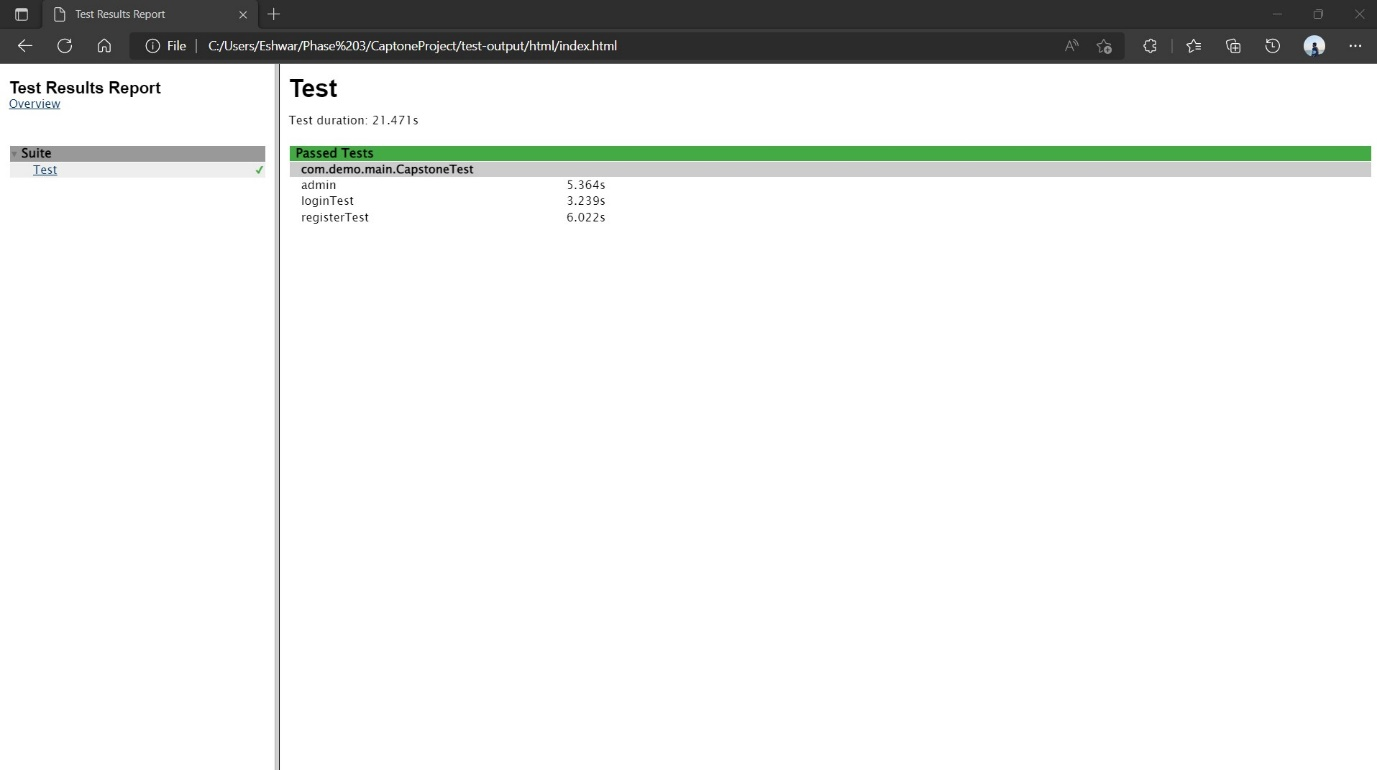 Test Results Report
File
C:/Users/Eshwar/Phase%203/CaptoneProject/test-output/html/index.html
Test Results Report
Overview
Suite
Test
Test
Test duration: 21.471s
Passed Tests
com.demo.main.CapstoneTest
admin 5.364s
loginTest 3.239s
registerTest 6.022s